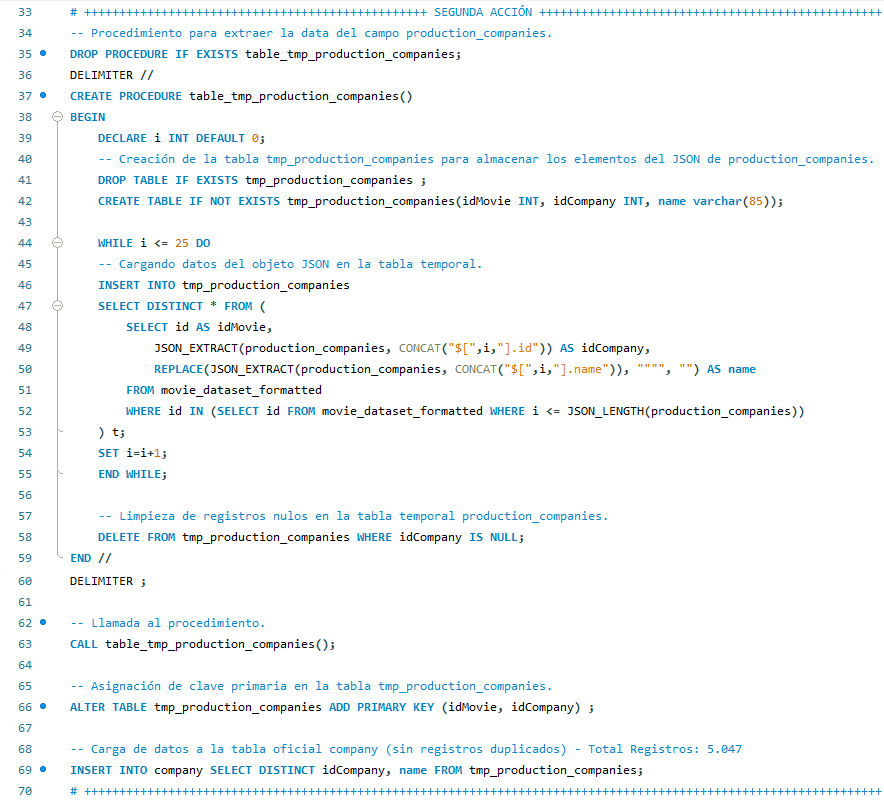 33 # +++++++++++++++++++++++++++++++++++++++++++++++++ SEGUNDA ACCIÓN +++++++++++++++++++++++++++++++++++++++++++++++++
34 -- Procedimiento para extraer la data del campo production_companies.
35 DROP PROCEDURE IF EXISTS table_tmp_production_companies;
36 DELIMITER //
37 CREATE PROCEDURE table_tmp_production_companies()
38 BEGIN
39 DECLARE i INT DEFAULT 0;
40 -- Creación de la tabla tmp_production_companies para almacenar los elementos del JSON de production_companies.
41 DROP TABLE IF EXISTS tmp_production_companies ;
42 CREATE TABLE IF NOT EXISTS tmp_production_companies(idMovie INT, idCompany INT, name varchar(85));
43
44 WHILE i <= 25 DO
45 -- Cargando datos del objeto JSON en la tabla temporal.
46 INSERT INTO tmp_production_companies
47 SELECT DISTINCT * FROM (
48 SELECT id AS idMovie,
49 JSON_EXTRACT(production_companies, CONCAT("$[",i,"].id")) AS idCompany,
50 REPLACE(JSON_EXTRACT(production_companies, CONCAT("$[",i,"].name")), """", "") AS name
51 FROM movie_dataset_formatted
52 WHERE id IN (SELECT id FROM movie_dataset_formatted WHERE i <= JSON_LENGTH(production_companies))
53 ) t;
54 SET i=i+1;
55 END WHILE;
56
57 -- Limpieza de registros nulos en la tabla temporal production_companies.
58 DELETE FROM tmp_production_companies WHERE idCompany IS NULL;
59 END //
60 DELIMITER ;
61
62 -- Llamada al procedimiento.
63 CALL table_tmp_production_companies();
64
65 -- Asignación de clave primaria en la tabla tmp_production_companies.
66 ALTER TABLE tmp_production_companies ADD PRIMARY KEY (idMovie, idCompany) ;
67
68 -- Carga de datos a la tabla oficial company (sin registros duplicados) - Total Registros: 5.047
69 INSERT INTO company SELECT DISTINCT idCompany, name FROM tmp_production_companies;
70 # ++++++++++++++++++++++++++++++++++++++++++++++++++++++++++++++++++++++++++++++++++++++++++++++++++++++++++++++++++